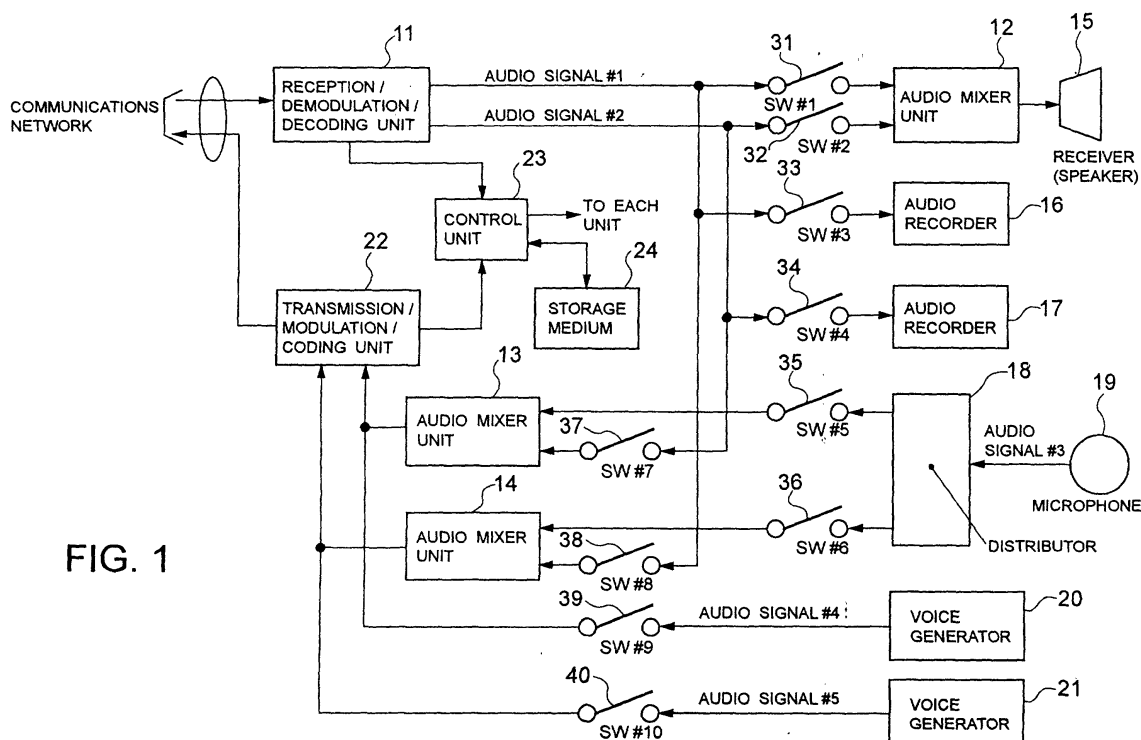 11
31
12
15
RECEPTION /
DEMODULATION /
DECODING UNIT
AUDIO SIGNAL #1
AUDIO SIGNAL #2
SW #1
32
SW #2
AUDIO MIXER
UNIT
RECEIVER
(SPEAKER)
COMMUNICATIONS
NETWORK
23
CONTROL
UNIT
TO EACH
UNIT
33
SW #3
AUDIO
RECORDER
16
22
24
STORAGE
MEDIUM
34
SW #4
AUDIO
RECORDER
17
TRANSMISSION /
MODULATION /
CODING UNIT
13
AUDIO MIXER
UNIT
35
SW #5
37
SW #7
18
19
AUDIO
SIGNAL #3
MICROPHONE
14
AUDIO MIXER
UNIT
36
SW #6
38
SW #8
DISTRIBUTOR
FIG. 1
39
SW #9
AUDIO SIGNAL #4
VOICE
GENERATOR
20
40
SW #10
AUDIO SIGNAL #5
VOICE
GENERATOR
21